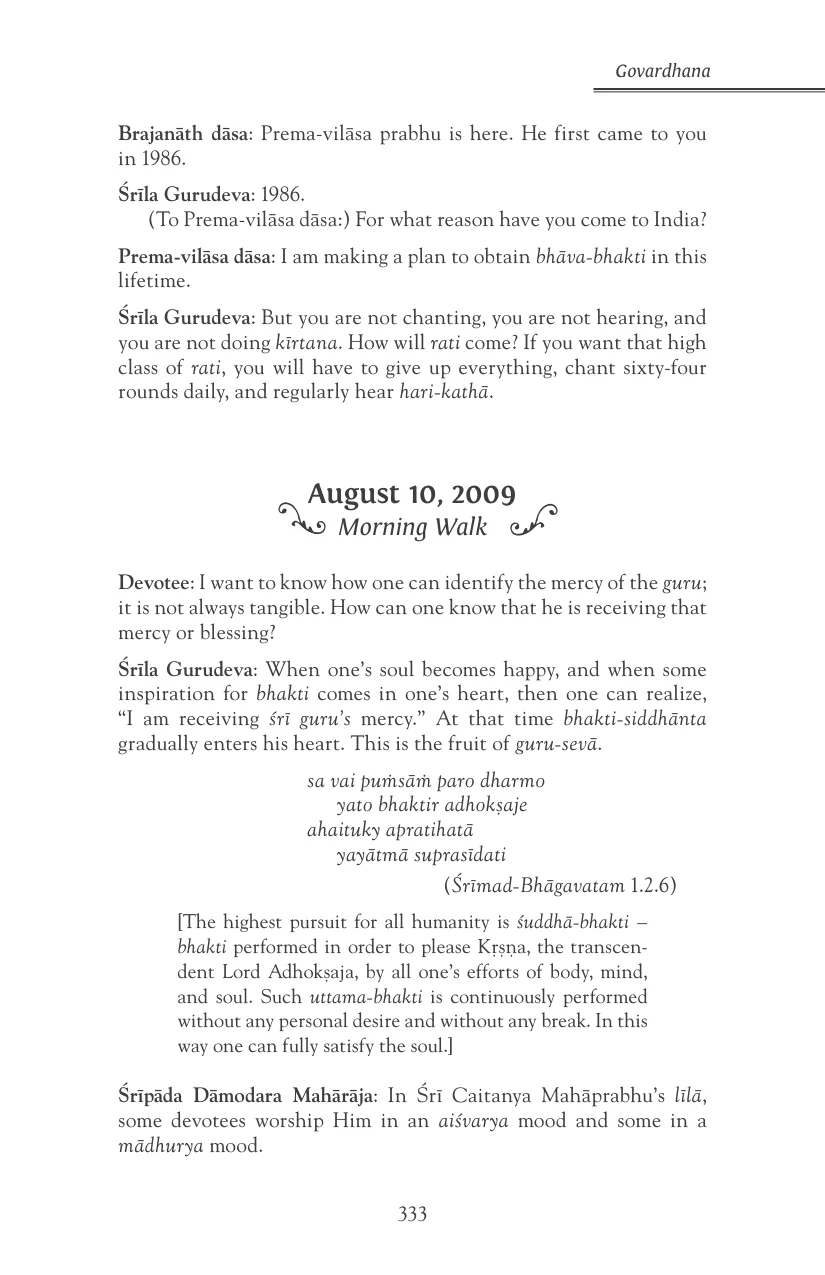 Govardhana
Brajanāth dāsa: Prema-vilāsa prabhu is here. He first came to you
in 1986.
Śrīla Gurudeva: 1986.
(To Prema-vilāsa dāsa:) For what reason have you come to India?
Prema-vilāsa dāsa: I am making a plan to obtain bhāva-bhakti in this
lifetime.
Śrīla Gurudeva: But you are not chanting, you are not hearing, and
you are not doing kīrtana. How will rati come? If you want that high
class of rati, you will have to give up everything, chant sixty-four
rounds daily, and regularly hear hari-kathā.
August 10, 2009
Morning Walk
Devotee: I want to know how one can identify the mercy of the guru;
it is not always tangible. How can one know that he is receiving that
mercy or blessing?
Śrīla Gurudeva: When one’s soul becomes happy, and when some
inspiration for bhakti comes in one’s heart, then one can realize,
“I am receiving śrī guru’s mercy.” At that time bhakti-siddhānta
gradually enters his heart. This is the fruit of guru-sevā.
sa vai puṁsāṁ paro dharmo
yato bhaktir adhokṣaje
ahaituky apratihatā
yayātmā suprasīdati
(Śrīmad-Bhāgavatam 1.2.6)
[The highest pursuit for all humanity is śuddhā-bhakti –
bhakti performed in order to please Kṛṣṇa, the transcen-
dent Lord Adhokṣaja, by all one’s efforts of body, mind,
and soul. Such uttama-bhakti is continuously performed
without any personal desire and without any break. In this
way one can fully satisfy the soul.]
Śrīpāda Dāmodara Mahārāja: In Śrī Caitanya Mahāprabhu’s līlā,
some devotees worship Him in an aiśvarya mood and some in a
mādhurya mood.
333